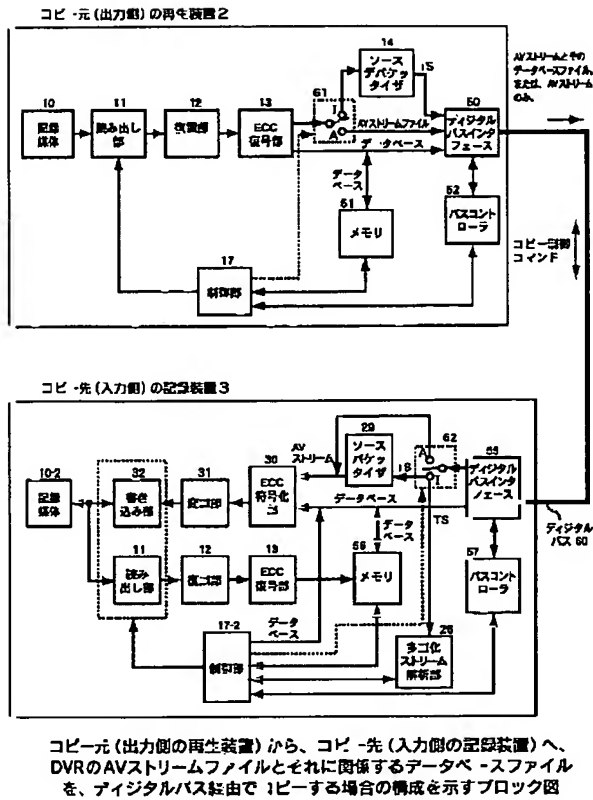 コピー元(出力側)の再生装置2
14
ソース
デパケッ
タイザ
TS
AVストリームとその
データベースファイル、
または、AVストリーム
のみ、
61
10
11
12
13
50
記録
媒体
読み出し
部
復調部
ECC
復号部
I
A
AVストリームファイル
データベース
ディジタル
バスインタ
フェース
データ
ベース
51
メモリ
52
バスコント
ローラ
コピー制御
コマンド
17
制御部
コピー先(入力側)の記録装置3
29
ソース
パケッ
タイザ
A
I
62
55
AV
ストリーム
TS
ディジタル
バスインタ
フェース
10-2
32
31
30
記録
媒体
書き
込み部
変調部
ECC
符号化
部
データベース
TS
データ
ベース
ディジタル
バス 60
11
12
13
56
57
読み
出し部
復調部
ECC
復号部
メモリ
バスコント
ローラ
17-2
データ
ベース
26
制御部
多重化
ストリーム
解析部
コピー元(出力側の再生装置)から、コピー先(入力側の記録装置)へ、
DVRのAVストリームファイルとそれに関係するデータベースファイル
を、ディジタルバス経由でコピーする場合の構成を示すブロック図